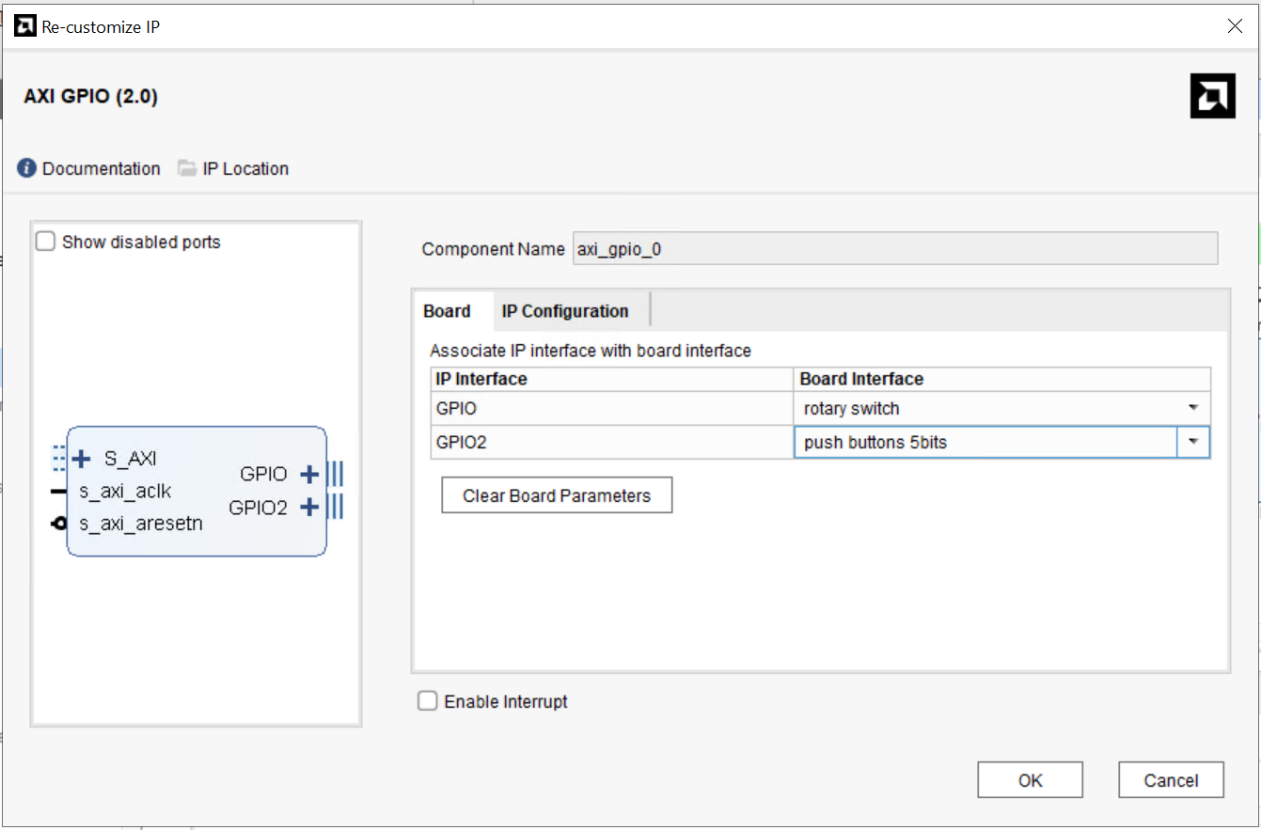 Re-customize IP
AXI GPIO (2.0)
Documentation IP Location
Show disabled ports
S_AXI
s_axi_aclk
s_axi_aresetn
GPIO
GPIO2
Component Name axi_gpio_0
Board IP Configuration
Associate IP interface with board interface
IP Interface Board Interface
GPIO rotary switch
GPIO2 push buttons 5bits
Clear Board Parameters
Enable Interrupt
OK Cancel